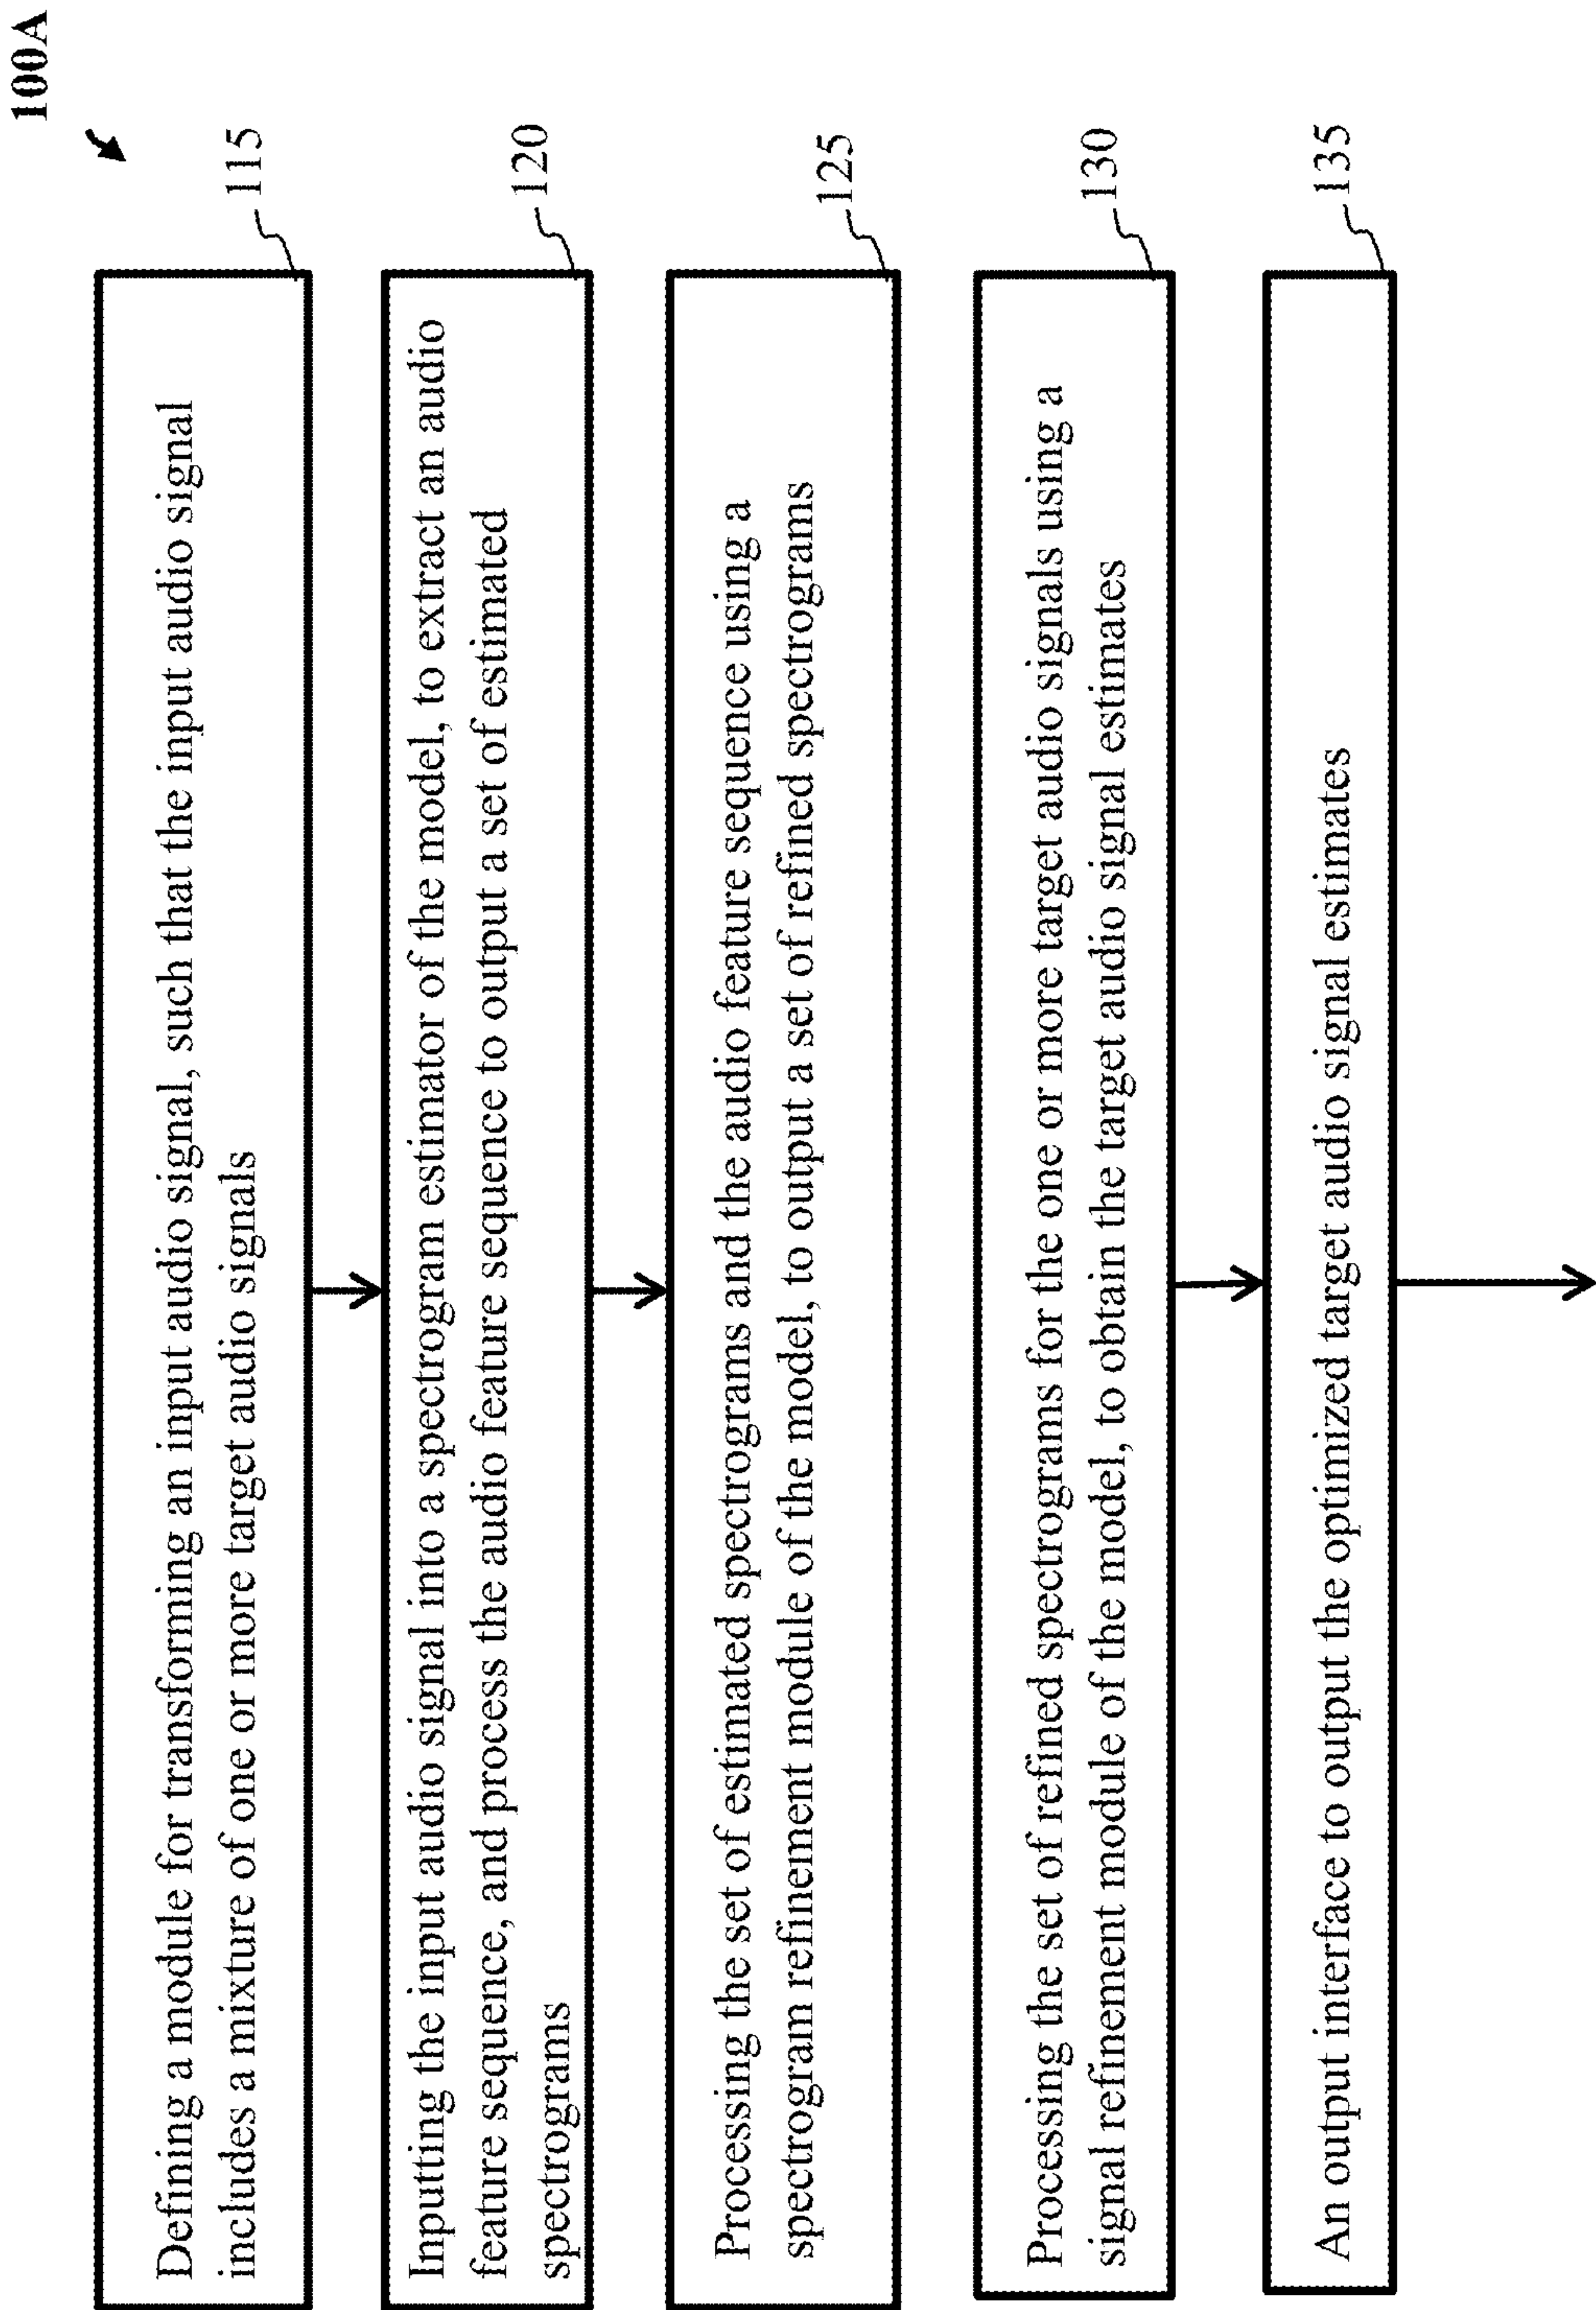 100A
Defining a module for transforming an input audio signal, such that the input audio signal
includes a mixture of one or more target audio signals
115
Inputting the input audio signal into a spectrogram estimator of the model, to extract an audio
feature sequence, and process the audio feature sequence to output a set of estimated
spectrograms
120
Processing the set of estimated spectrograms and the audio feature sequence using a
spectrogram refinement module of the model, to output a set of refined spectrograms
125
Processing the set of refined spectrograms for the one or more target audio signals using a
signal refinement module of the model, to obtain the target audio signal estimates
130
An output interface to output the optimized target audio signal estimates
135